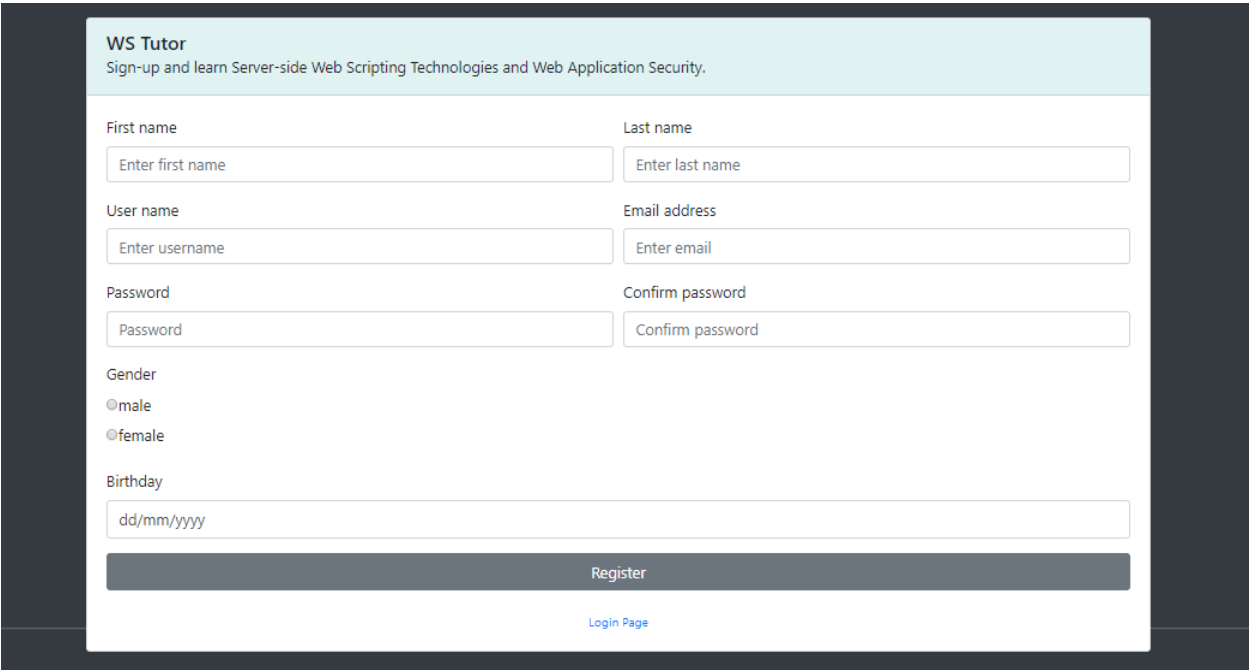 WS Tutor
Sign-up and learn Server-side Web Scripting Technologies and Web Application Security.
First name
Last name
Enter first name
Enter last name
User name
Email address
Enter username
Enter email
Password
Confirm password
Password
Confirm password
Gender
male
female
Birthday
dd/mm/yyyy
Register
Login Page